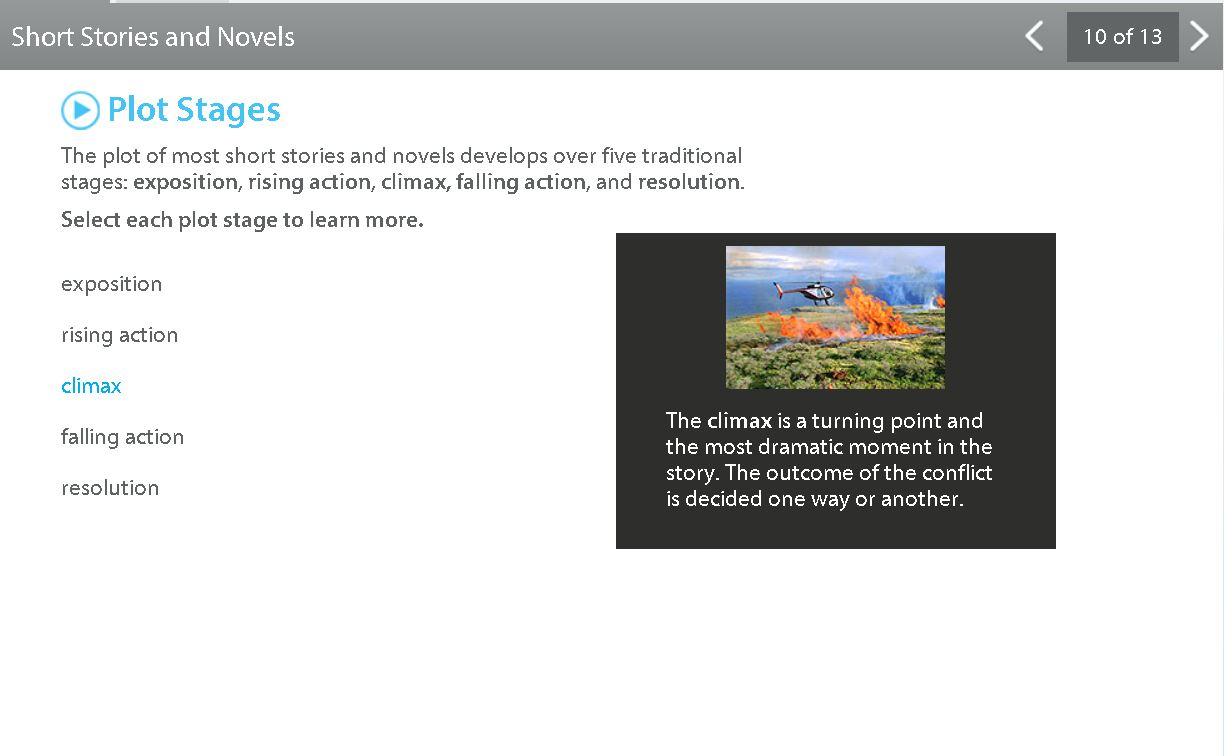 Short Stories and Novels
10 of 13
Plot Stages
The plot of most short stories and novels develops over five traditional
stages: exposition, rising action, climax, falling action, and resolution.
Select each plot stage to learn more.
exposition
rising action
climax
falling action
resolution
The climax is a turning point and
the most dramatic moment in the
story. The outcome of the conflict
is decided one way or another.